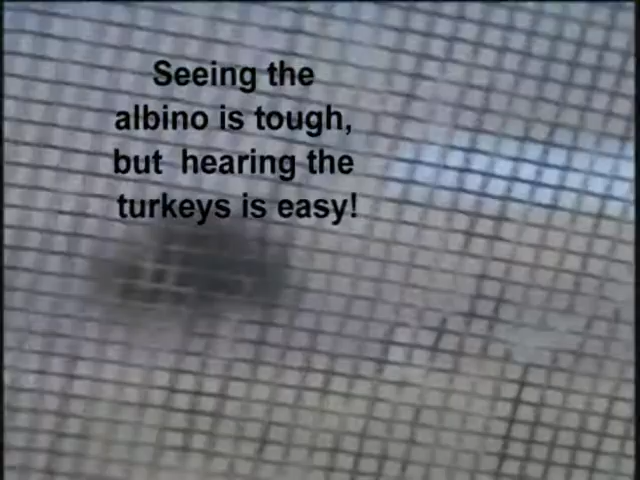 Seeing the
albino is tough,
but  hearing the
turkeys is easy!